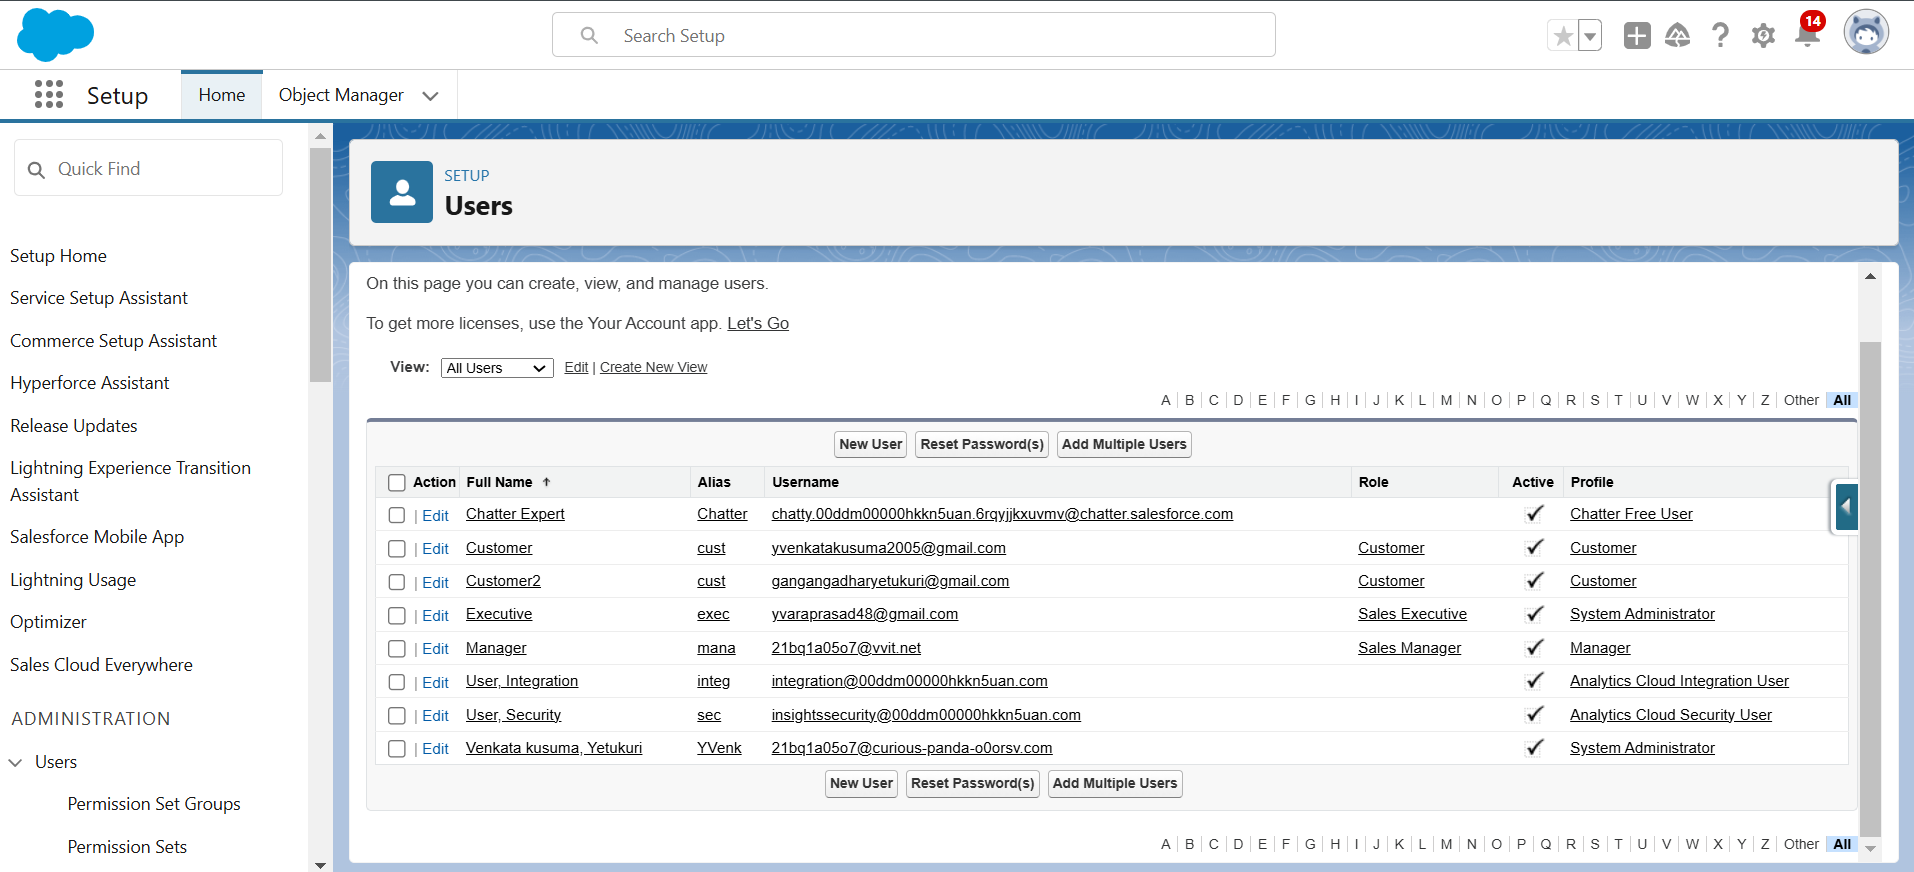 Search Setup
14
Setup
Home
Object Manager
Quick Find
Setup Home
Service Setup Assistant
Commerce Setup Assistant
Hyperforce Assistant
Release Updates
Lightning Experience Transition
Assistant
Salesforce Mobile App
Lightning Usage
Optimizer
Sales Cloud Everywhere
ADMINISTRATION
Users
Permission Set Groups
Permission Sets
SETUP
Users
On this page you can create, view, and manage users.
To get more licenses, use the Your Account app. Let's Go
View: All Users Edit | Create New View
A B C D E F G H I J K L M N O P Q R S T U V W X Y Z Other All
New User Reset Password(s) Add Multiple Users
Action Full Name ↑ Alias Username Role Active Profile
| Edit Chatter Expert Chatter chatty.00ddm00000hkkn5uan.6rqyjjkxuvmv@chatter.salesforce.com ✓ Chatter Free User
| Edit Customer cust yvenkatakusuma2005@gmail.com Customer ✓ Customer
| Edit Customer2 cust gangangadharyetukuri@gmail.com Customer ✓ Customer
| Edit Executive exec yvaraprasad48@gmail.com Sales Executive ✓ System Administrator
| Edit Manager mana 21bq1a05o7@vvit.net Sales Manager ✓ Manager
| Edit User, Integration integ integration@00ddm00000hkkn5uan.com ✓ Analytics Cloud Integration User
| Edit User, Security sec insightssecurity@00ddm00000hkkn5uan.com ✓ Analytics Cloud Security User
| Edit Venkata kusuma, Yetukuri YVenk 21bq1a05o7@curious-panda-o0orsv.com ✓ System Administrator
New User Reset Password(s) Add Multiple Users
A B C D E F G H I J K L M N O P Q R S T U V W X Y Z Other All